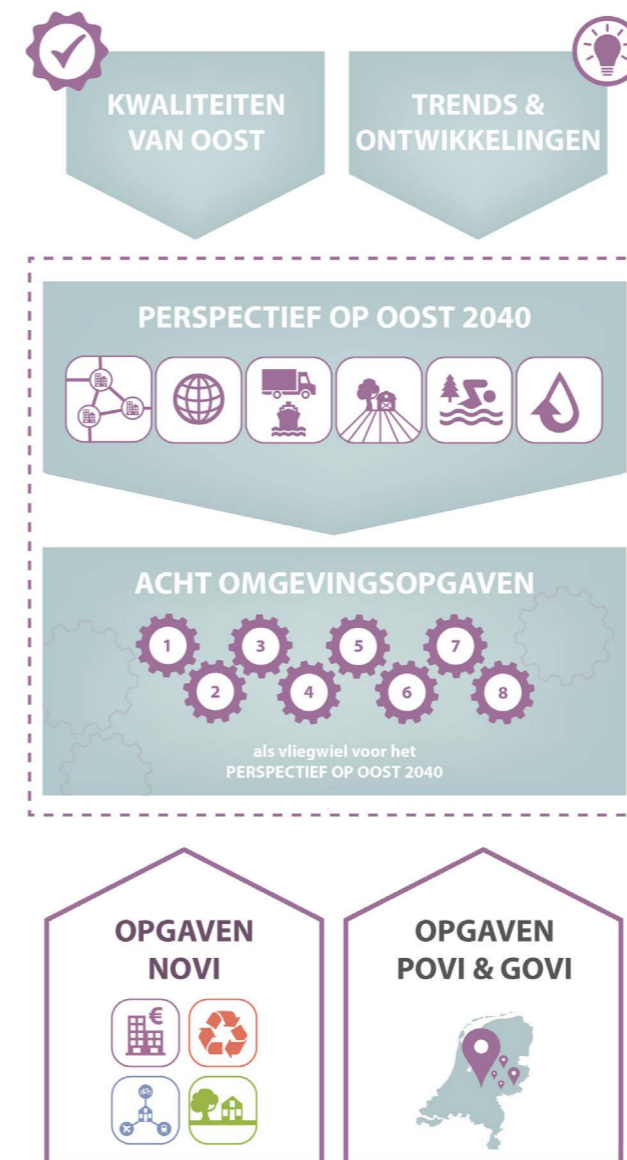 KWALITEITEN
VAN OOST
TRENDS &
ONTWIKKELINGEN
PERSPECTIEF OP OOST 2040
ACHT OMGEVINGSOPGAVEN
1 3 5 7
2 4 6 8
als vliegwiel voor het
PERSPECTIEF OP OOST 2040
OPGAVEN
NOVI
€
OPGAVEN
POVI & GOVI